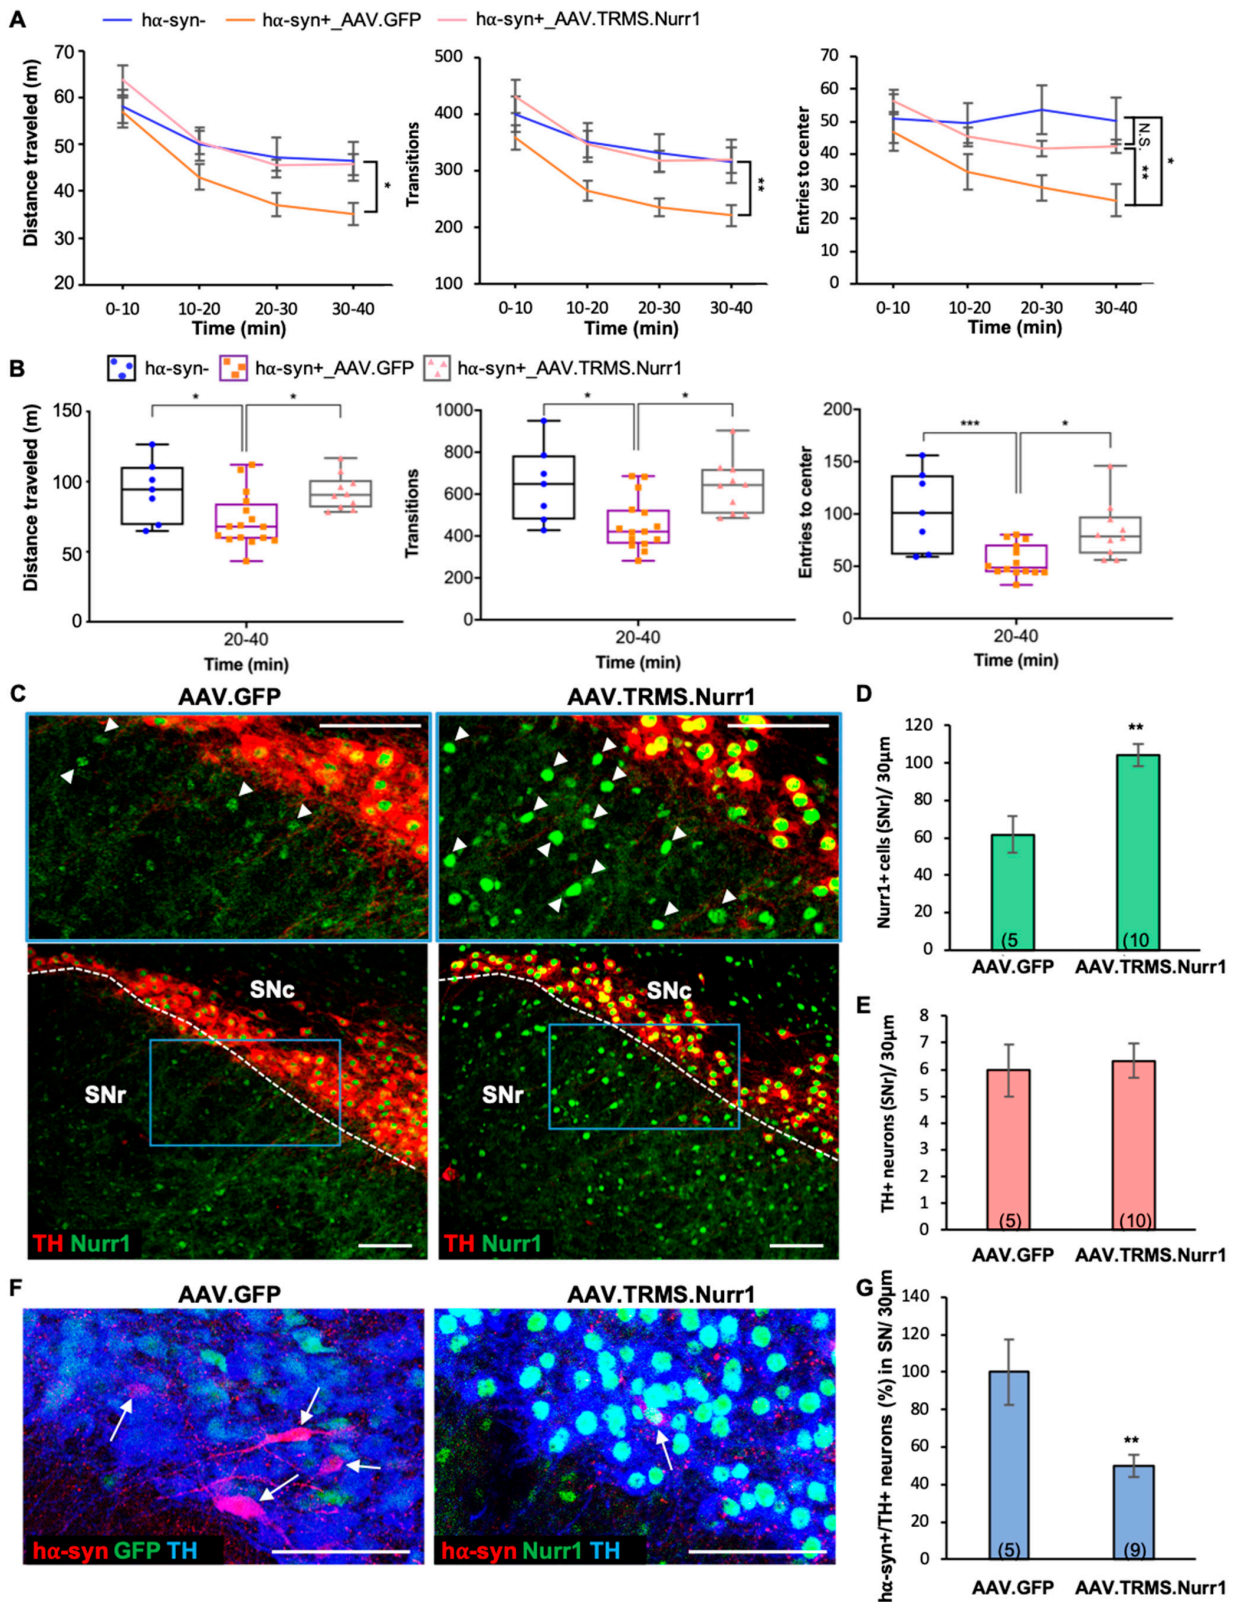 A
hα-syn- hα-syn+_AAV.GFP hα-syn+_AAV.TRMS.Nurr1
Distance traveled (m)
70
60
50
40
30
20
*
0-10 10-20 20-30 30-40
Time (min)
Transitions
500
400
300
200
100
**
0-10 10-20 20-30 30-40
Time (min)
Entries to center
70
60
50
40
30
20
10
0
N.S.
**
*
0-10 10-20 20-30 30-40
Time (min)
B
hα-syn- hα-syn+_AAV.GFP hα-syn+_AAV.TRMS.Nurr1
Distance traveled (m)
150
100
50
0
* *
20-40
Time (min)
Transitions
1000
800
600
400
200
0
* *
20-40
Time (min)
Entries to center
200
150
100
50
0
*** *
20-40
Time (min)
C
AAV.GFP AAV.TRMS.Nurr1
SNc
SNr
TH Nurr1
SNc
SNr
TH Nurr1
D
Nurr1+ cells (SNr)/ 30μm
120
100
80
60
40
20
0
**
(5 (10
AAV.GFP AAV.TRMS.Nurr1
E
TH+ neurons (SNr)/ 30μm
8
7
6
5
4
3
2
1
0
(5) (10)
AAV.GFP AAV.TRMS.Nurr1
F
AAV.GFP AAV.TRMS.Nurr1
hα-syn GFP TH
hα-syn Nurr1 TH
G
hα-syn+/TH+ neurons (%) in SN/ 30μm
140
120
100
80
60
40
20
0
**
(5) (9)
AAV.GFP AAV.TRMS.Nurr1